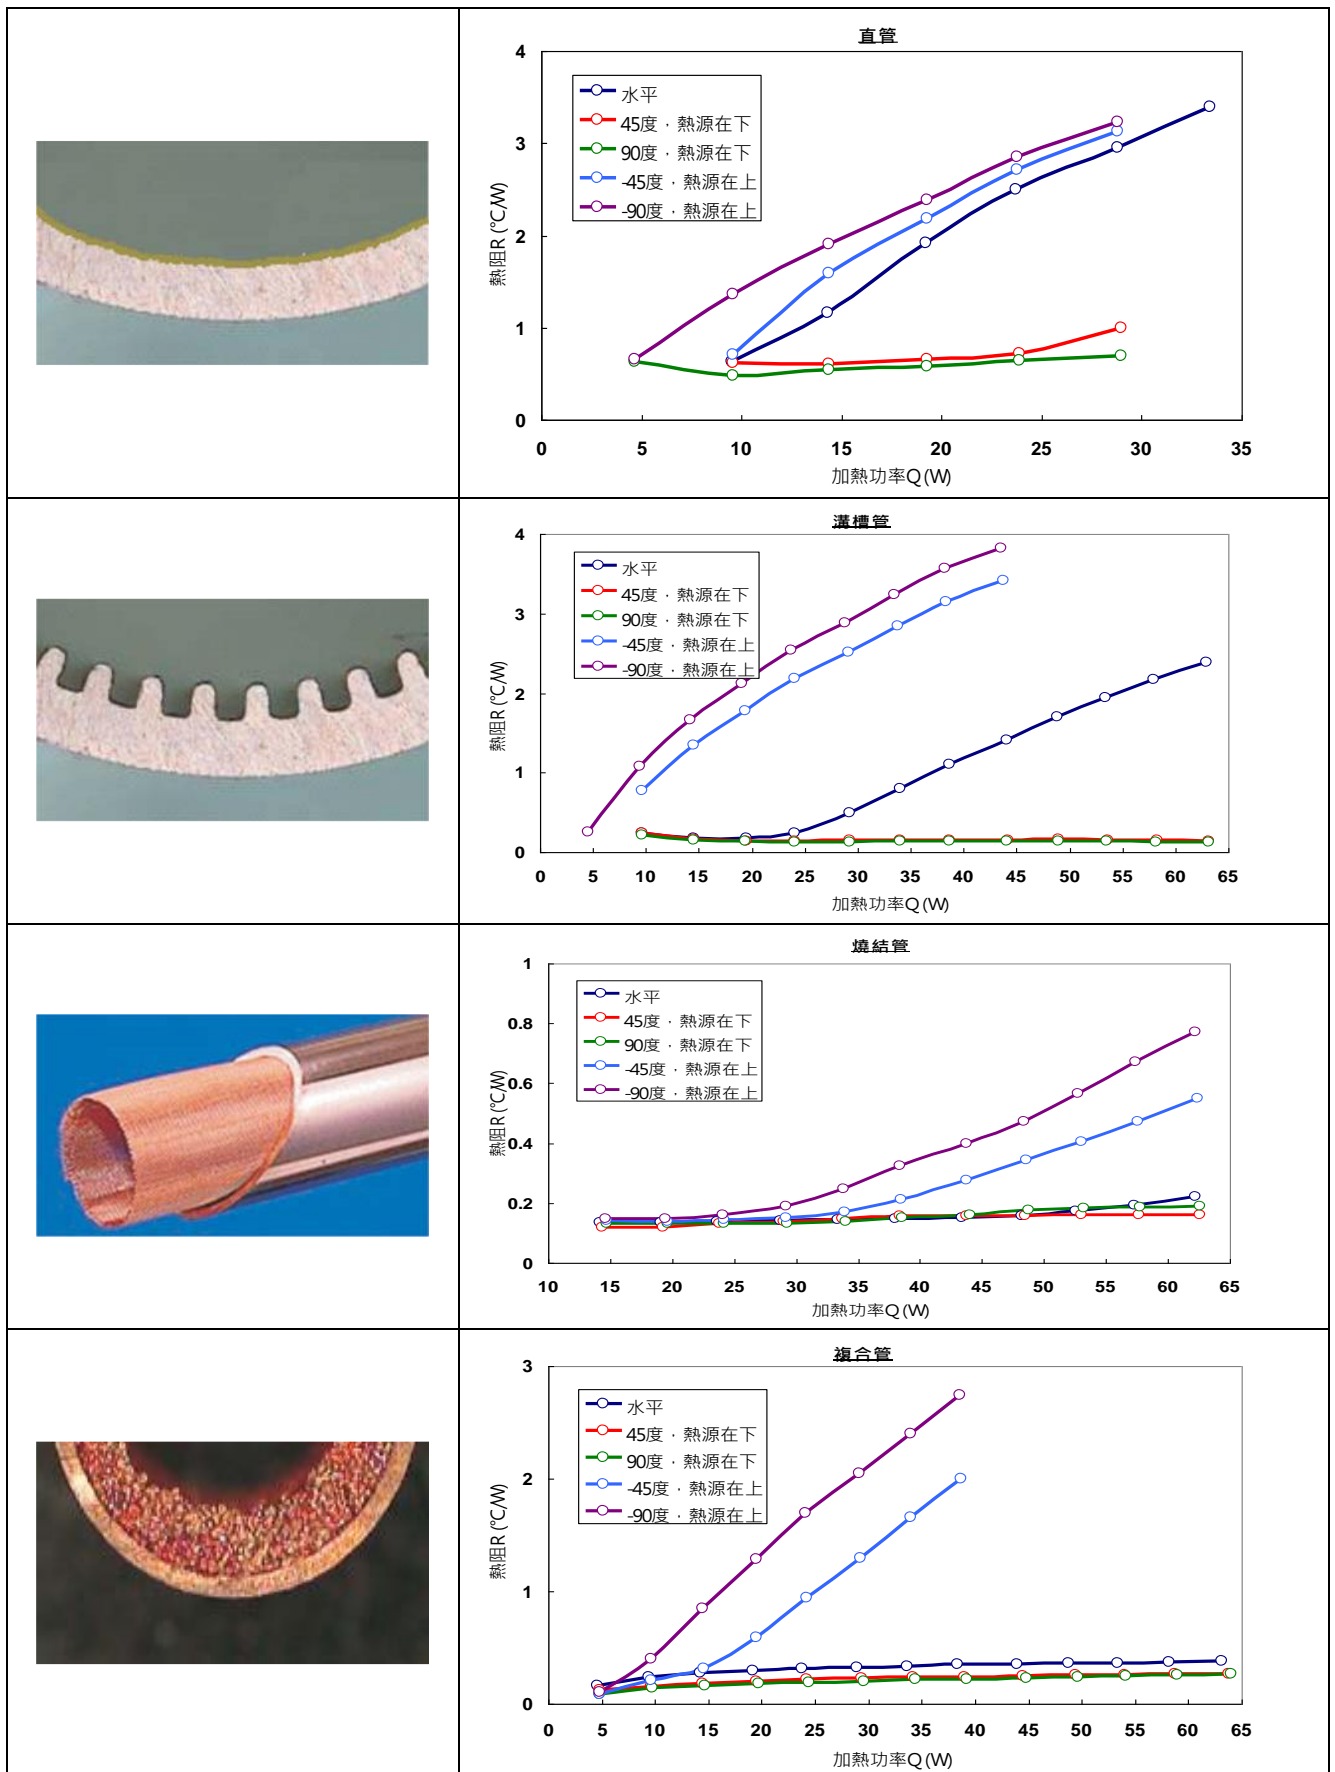 直管
4
3
2
1
0
熱阻R (℃/W)
水平
45度，熱源在下
90度，熱源在下
-45度，熱源在上
-90度，熱源在上
0 5 10 15 20 25 30 35
加熱功率Q (W)
溝槽管
4
3
2
1
0
熱阻R (℃/W)
水平
45度，熱源在下
90度，熱源在下
-45度，熱源在上
-90度，熱源在上
0 5 10 15 20 25 30 35 40 45 50 55 60 65
加熱功率Q (W)
燒結管
1
0.8
0.6
0.4
0.2
0
熱阻R (℃/W)
水平
45度，熱源在下
90度，熱源在下
-45度，熱源在上
-90度，熱源在上
10 15 20 25 30 35 40 45 50 55 60 65
加熱功率Q (W)
複合管
3
2
1
0
熱阻R (℃/W)
水平
45度，熱源在下
90度，熱源在下
-45度，熱源在上
-90度，熱源在上
0 5 10 15 20 25 30 35 40 45 50 55 60 65
加熱功率Q (W)